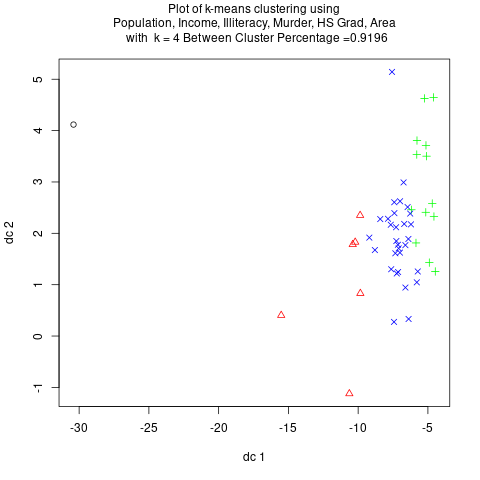 Plot of k-means clustering using
Population, Income, Illiteracy, Murder, HS Grad, Area
with k = 4 Between Cluster Percentage =0.9196
5
4
3
2
1
0
-1
dc 2
-30
-25
-20
-15
-10
-5
dc 1